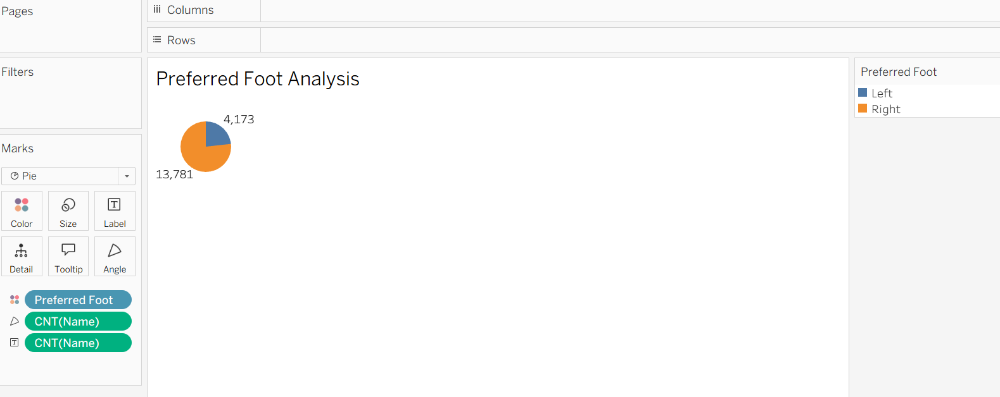 Pages
Columns
Rows
Filters
Marks
Pie
Color
Size
Label
Detail
Tooltip
Angle
Preferred Foot
CNT(Name)
CNT(Name)
Preferred Foot Analysis
4,173
13,781
Preferred Foot
Left
Right